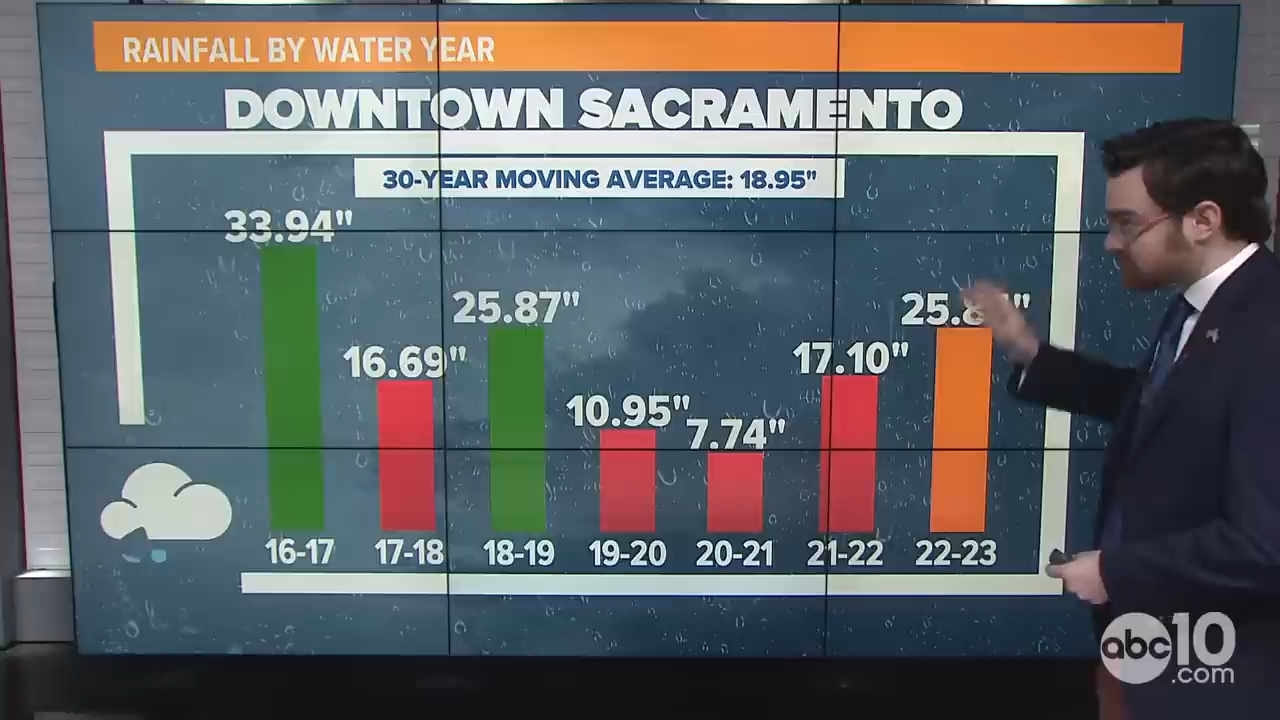 RAINFALL BY WATER YEAR
DOWNTOWN SACRAMENTO
30-YEAR MOVING AVERAGE: 18.95"
33.94"
16.69"
25.87"
10.95"
7.74"
17.10"
16-17
17-18
18-19
19-20
20-21
21-22
22-23
abc10
.com